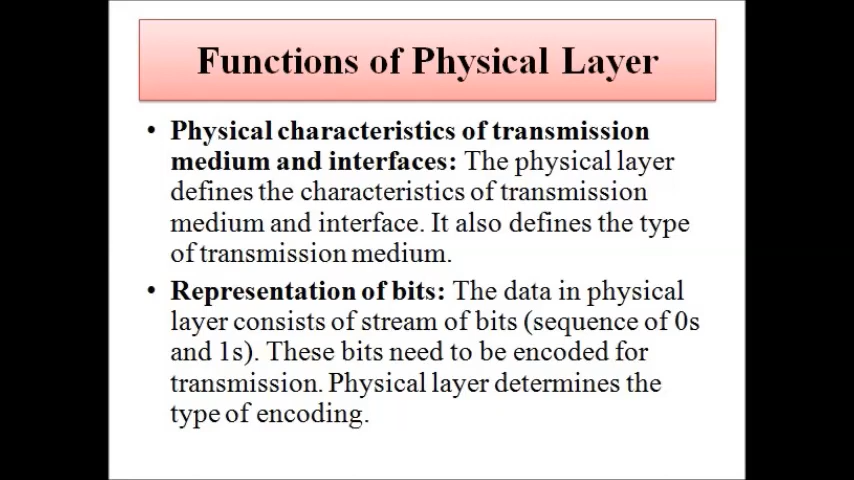 Functions of Physical Layer
• Physical characteristics of transmission
medium and interfaces: The physical layer
defines the characteristics of transmission
medium and interface. It also defines the type
of transmission medium.
• Representation of bits: The data in physical
layer consists of stream of bits (sequence of 0s
and 1s). These bits need to be encoded for
transmission. Physical layer determines the
type of encoding.